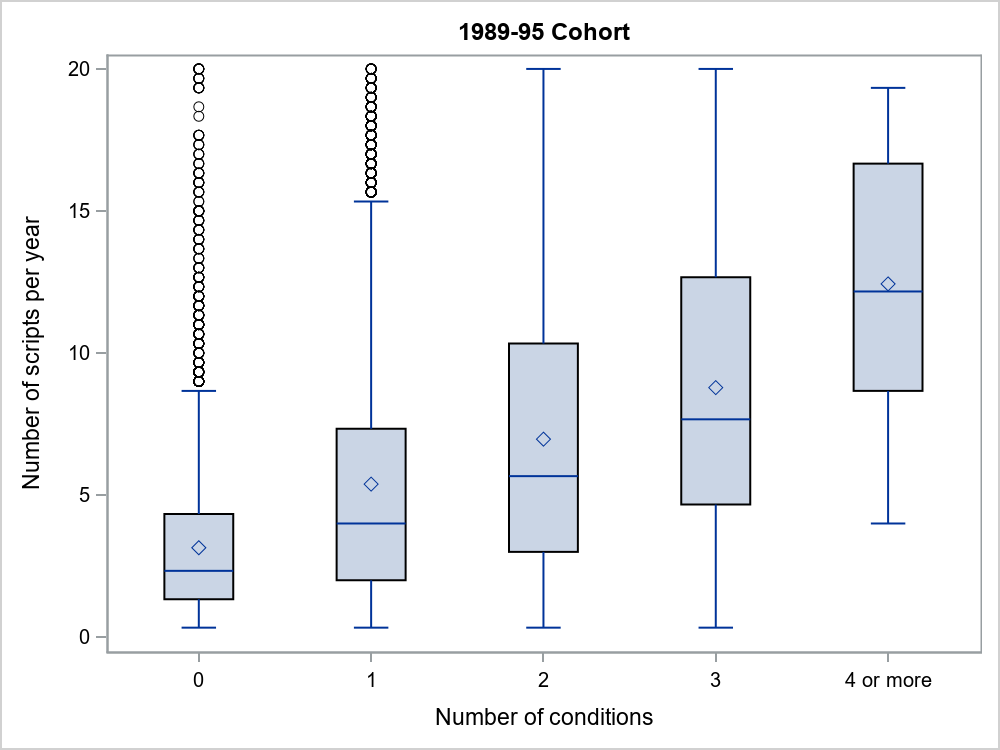 1989-95 Cohort
Number of scripts per year
20
15
10
5
0
0 1 2 3 4 or more
Number of conditions